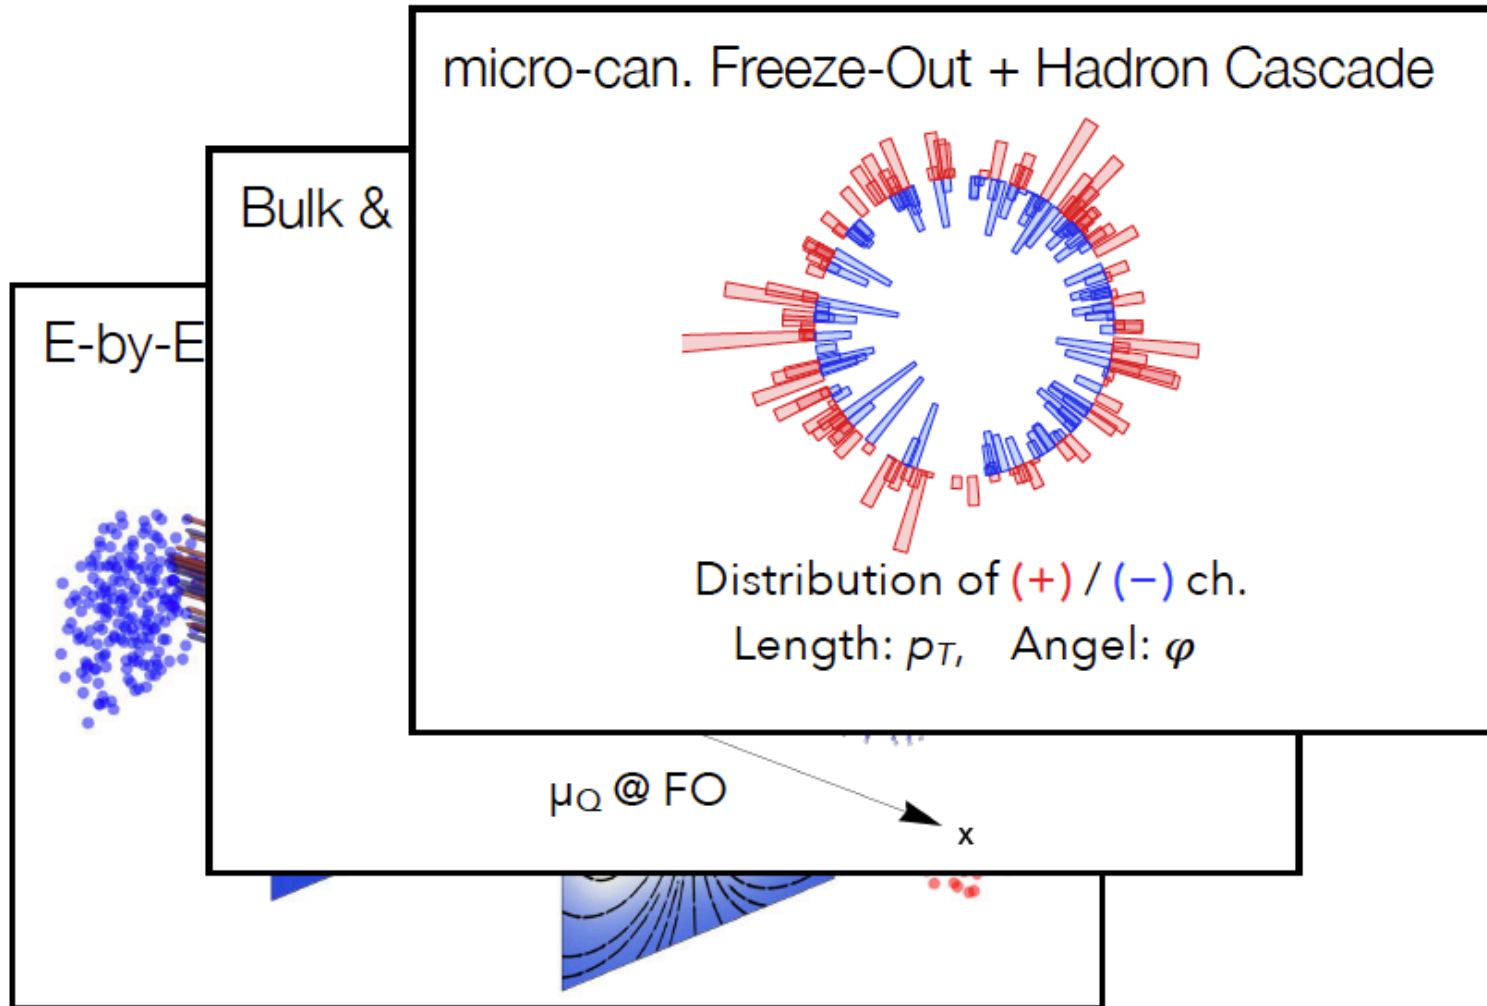 micro-can. Freeze-Out + Hadron Cascade
Bulk &
E-by-E
Distribution of (+) / (−) ch.
Length: pT, Angel: φ
μQ @ FO
x